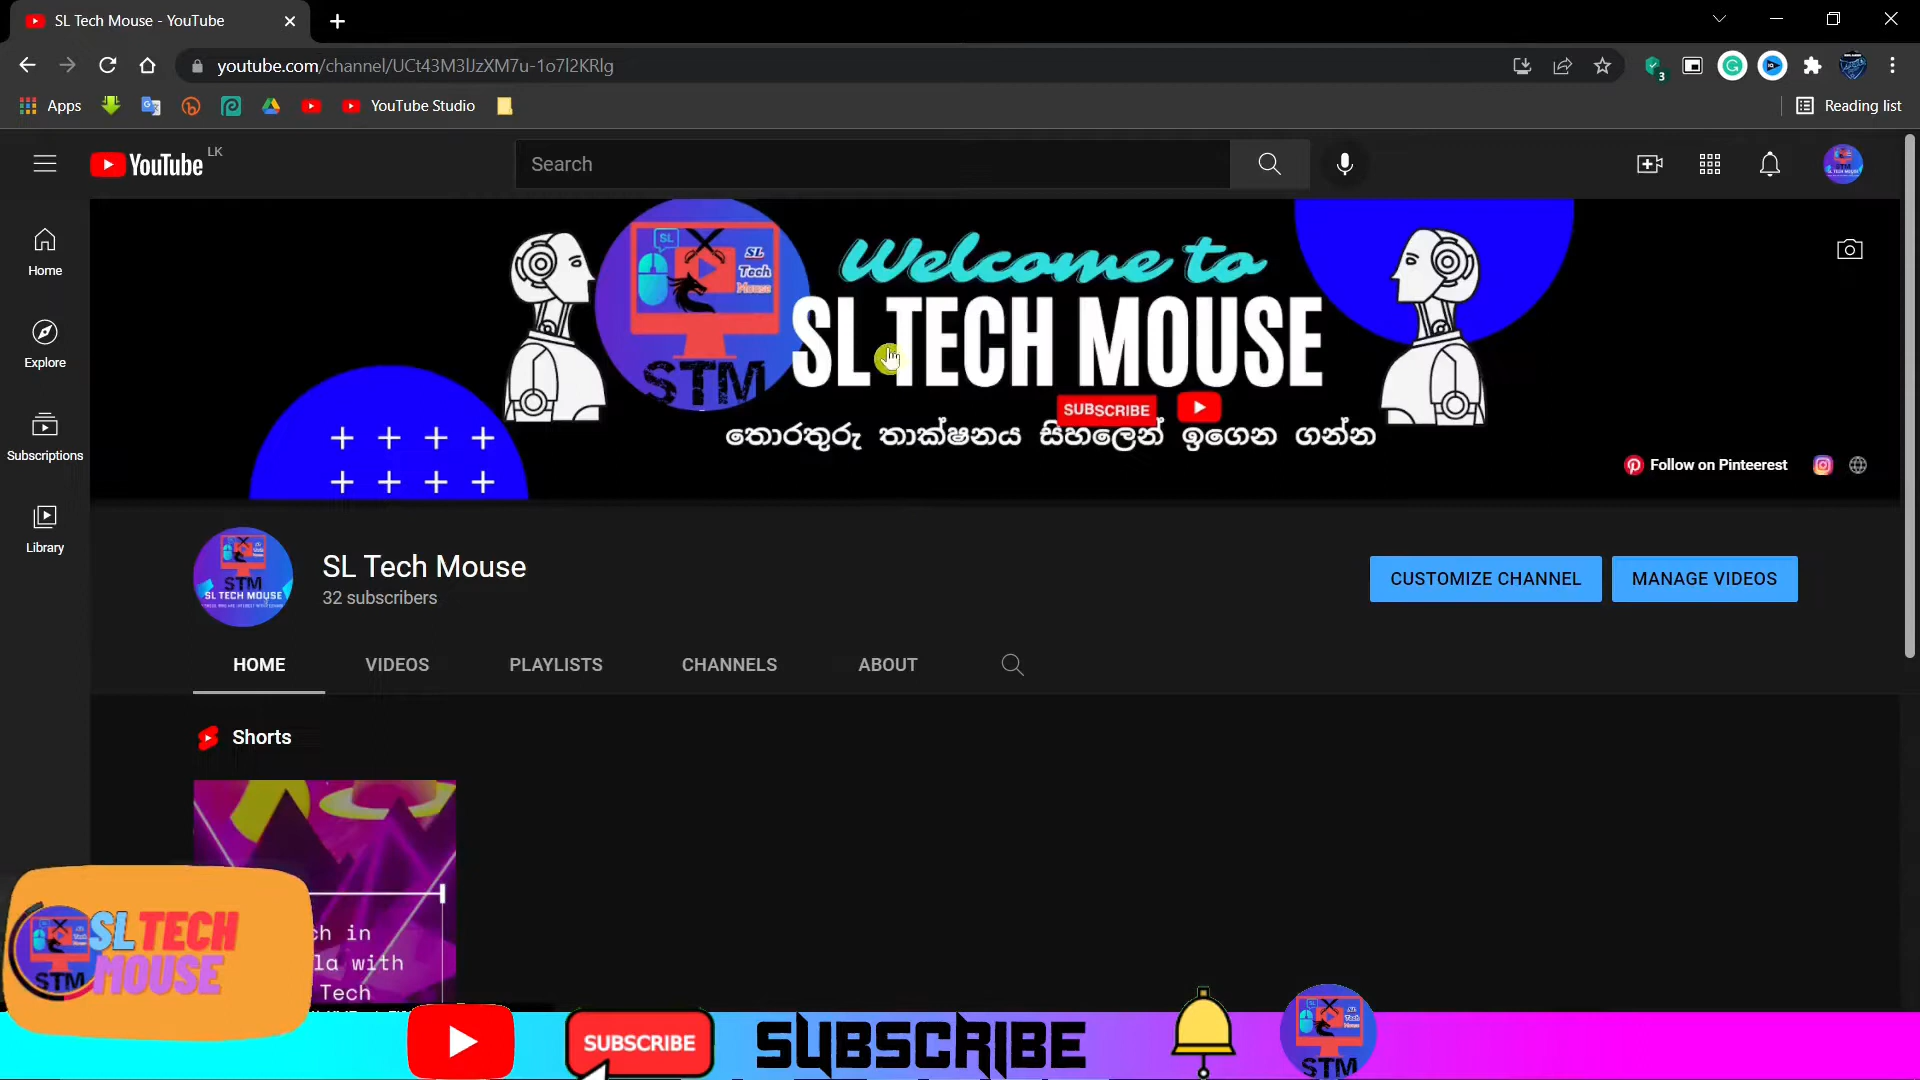 SL Tech Mouse - YouTube
youtube.com/channel/UCt43M3lJzXM7u-1o7l2KRlg
3
Apps
YouTube Studio
Reading list
YouTube LK
Search
Home
Explore
Subscriptions
Library
Welcome to
SL TECH MOUSE
SL
SL Tech Mouse
STM
SUBSCRIBE
තොරතුරු තාක්ෂනය සිංහලෙන් ඉගෙන ගන්න
Follow on Pinteerest
SL Tech Mouse
32 subscribers
STM
SL TECH MOUSE
CUSTOMIZE CHANNEL
MANAGE VIDEOS
HOME
VIDEOS
PLAYLISTS
CHANNELS
ABOUT
Shorts
ch in
la with
Tech
SL TECH
MOUSE
STM
SUBSCRIBE
SUBSCRIBE
STM